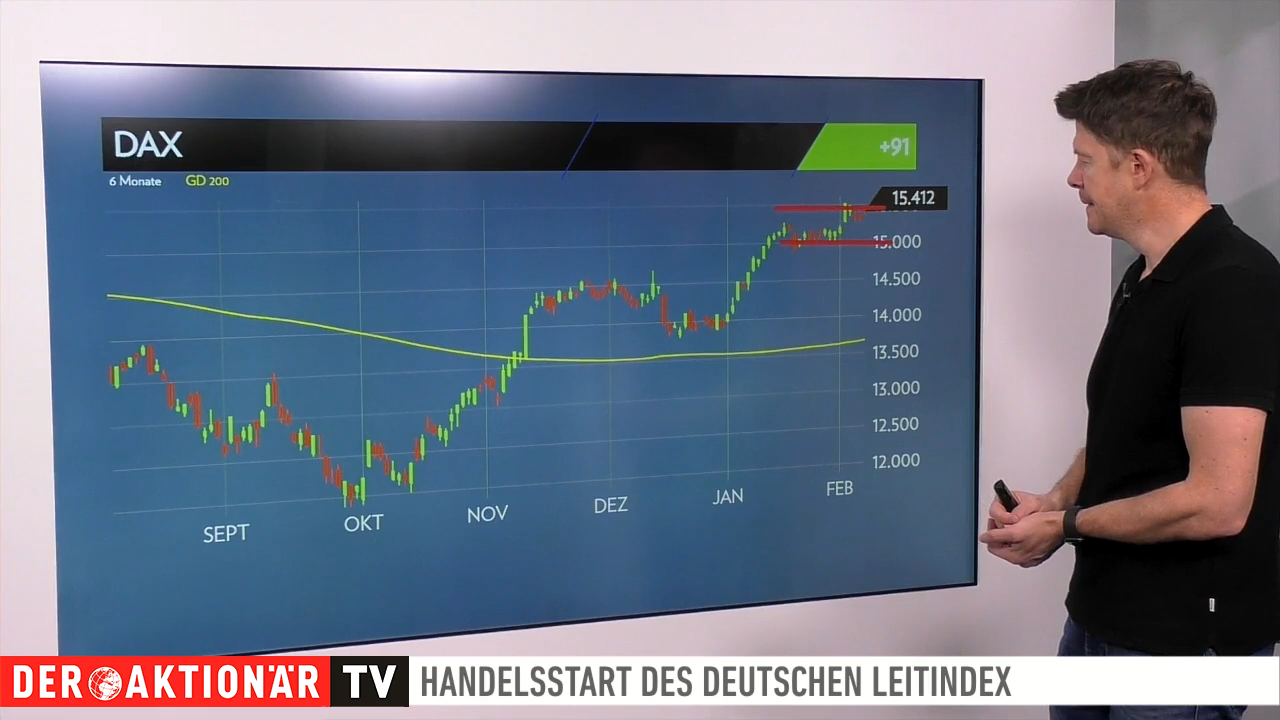 DAX
+91
6 Monate GD 200
15.412
15.000
14.500
14.000
13.500
13.000
12.500
12.000
SEPT OKT NOV DEZ JAN FEB
DER AKTIONÄR TV HANDELSSTART DES DEUTSCHEN LEITINDEX